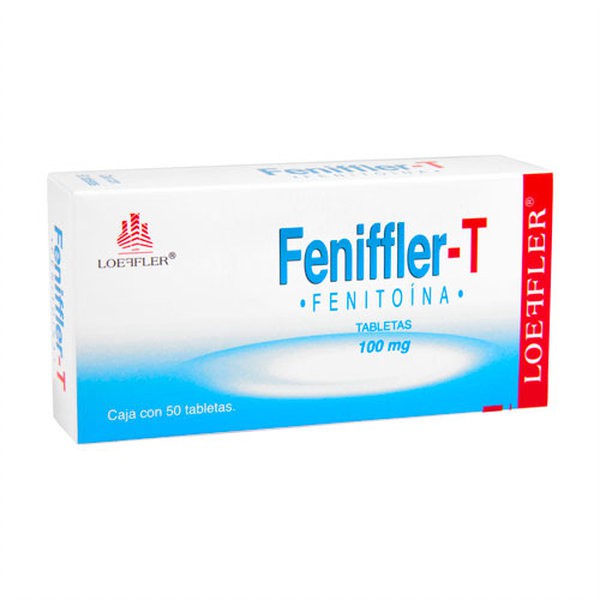 Feniffler-T
LOEFFLER®
Feniffler-T
• FENITOÍNA •
TABLETAS
100 mg
Caja con 50 tabletas.
LOEFFLER®
Feniffler-T